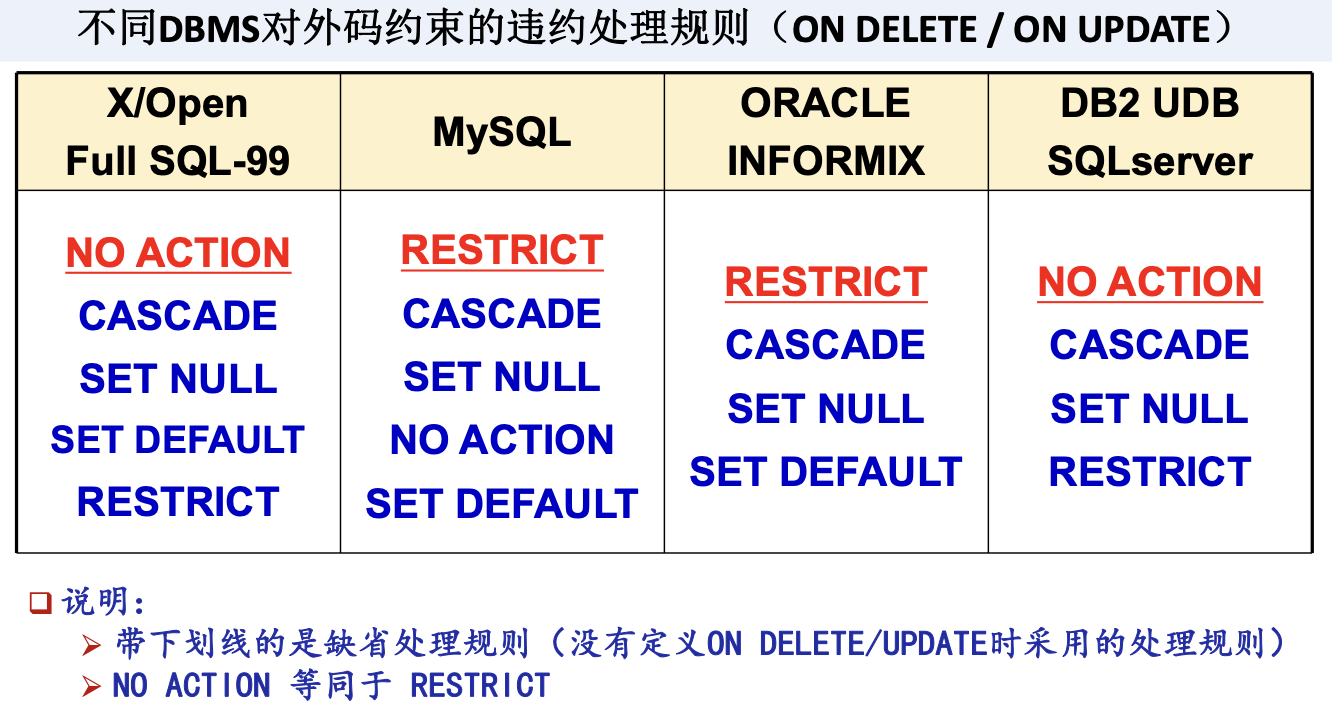 不同DBMS对外码约束的违约处理规则（ON DELETE / ON UPDATE）
X/Open
Full SQL-99
MySQL
ORACLE
INFORMIX
DB2 UDB
SQLserver
NO ACTION
CASCADE
SET NULL
SET DEFAULT
RESTRICT
RESTRICT
CASCADE
SET NULL
NO ACTION
SET DEFAULT
RESTRICT
CASCADE
SET NULL
SET DEFAULT
NO ACTION
CASCADE
SET NULL
RESTRICT
说明：
带下划线的是缺省处理规则（没有定义ON DELETE/UPDATE时采用的处理规则）
NO ACTION 等同于 RESTRICT